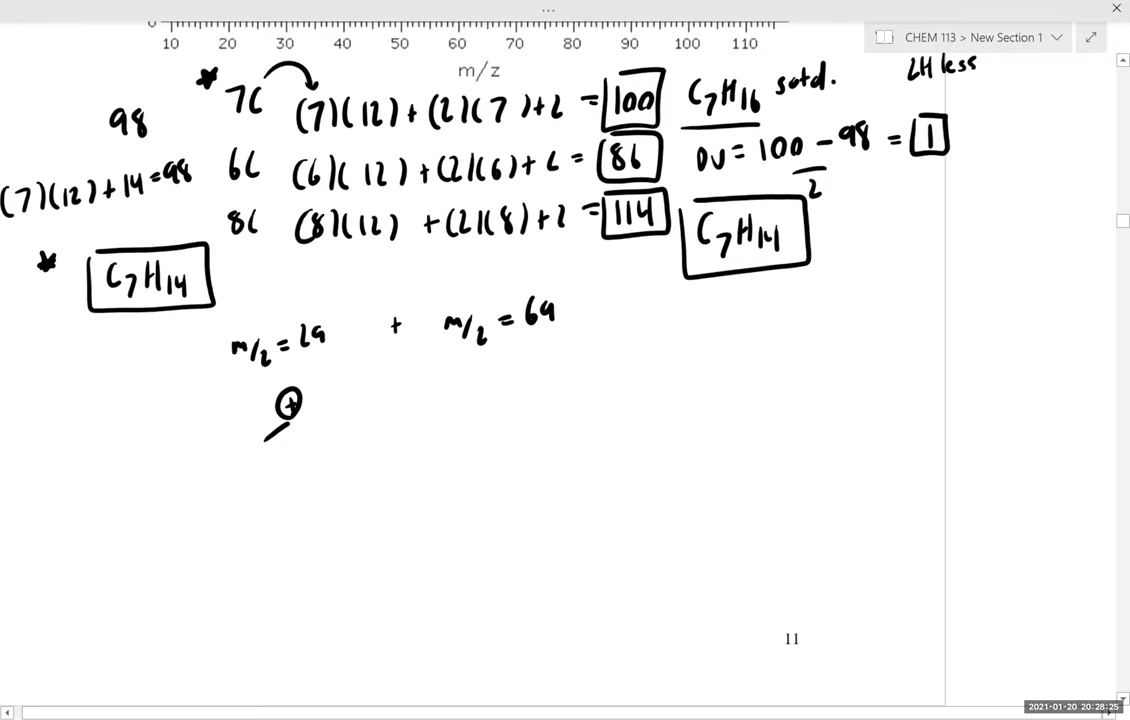 ...
CHEM 113 > New Section 1
0
10 20 30 40 50 60 70 80 90 100 110
m/z
2H less
98
7C (7)(12)+(2)(7)+2 = 100 C7H16 satd.
(7)(12)+14=98
6C (6)(12)+(2)(6)+2 = 86 DU = 100-98/2 = 1
8C (8)(12)+(2)(8)+2 = 114 C7H14
C7H14
m/z = 29 + m/z = 69
+
11
2021-01-20 20:28:25